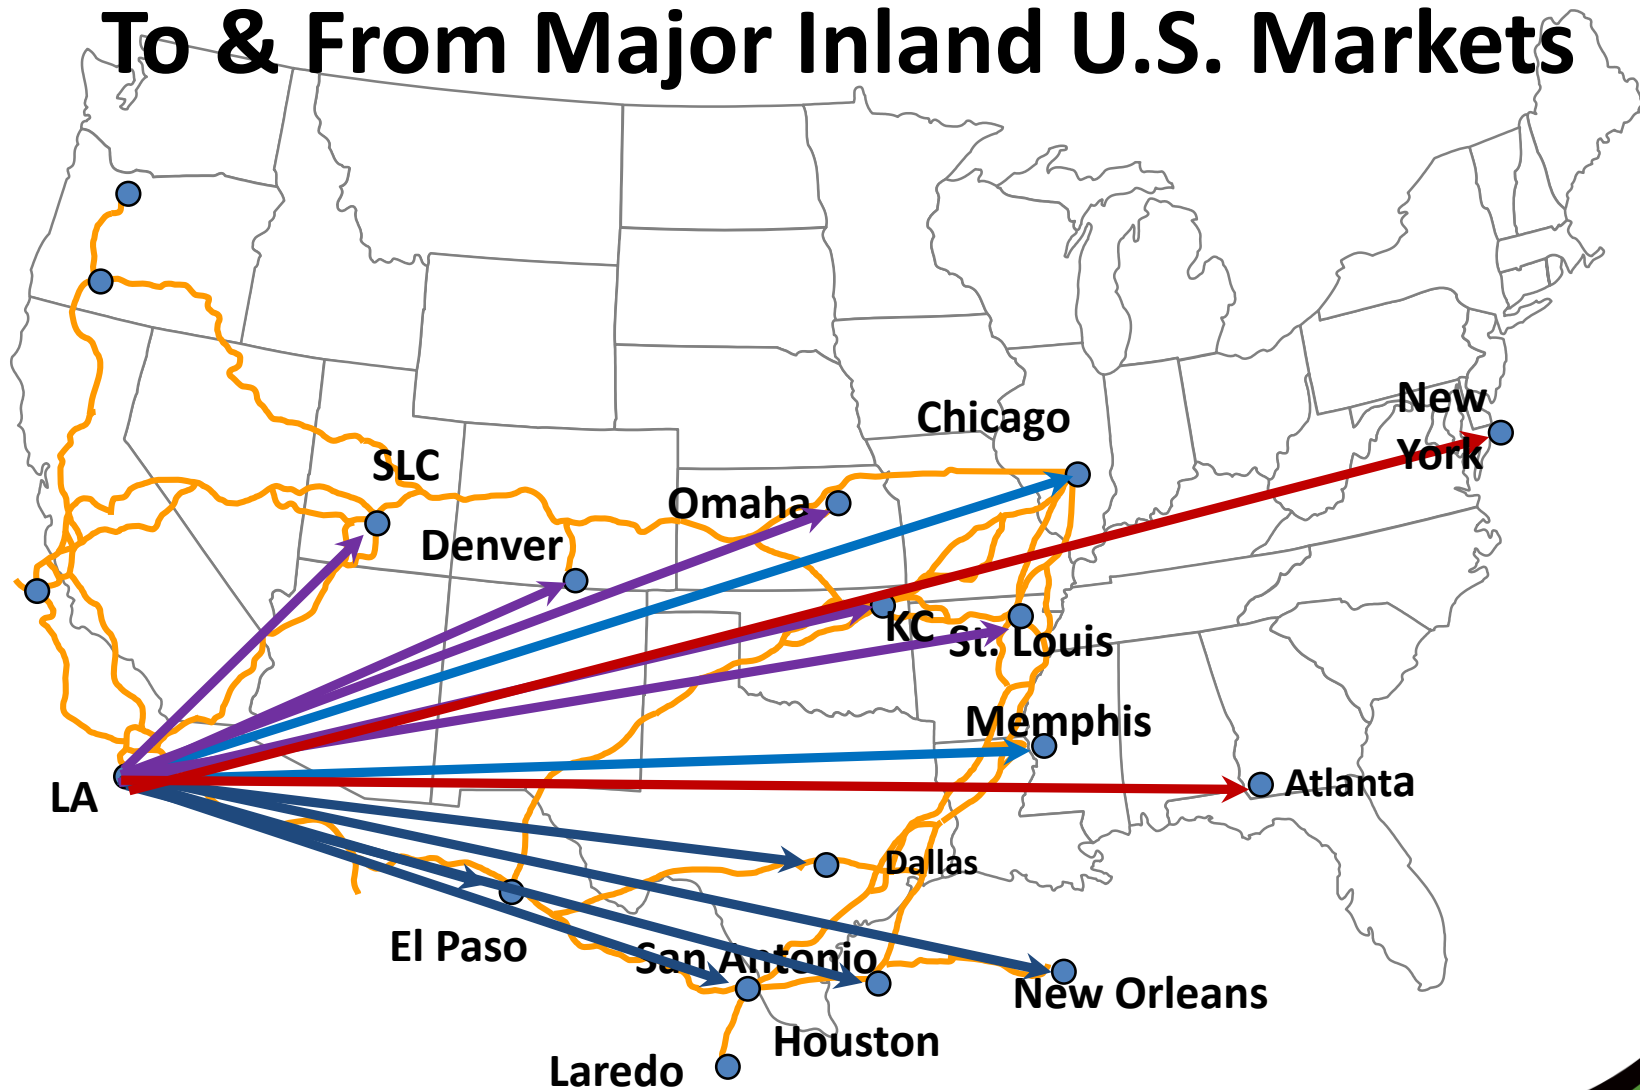 To & From Major Inland U.S. Markets
New
York
Chicago
SLC
Omaha
Denver
KC
St. Louis
Memphis
LA
Atlanta
Dallas
El Paso
San Antonio
New Orleans
Houston
Laredo